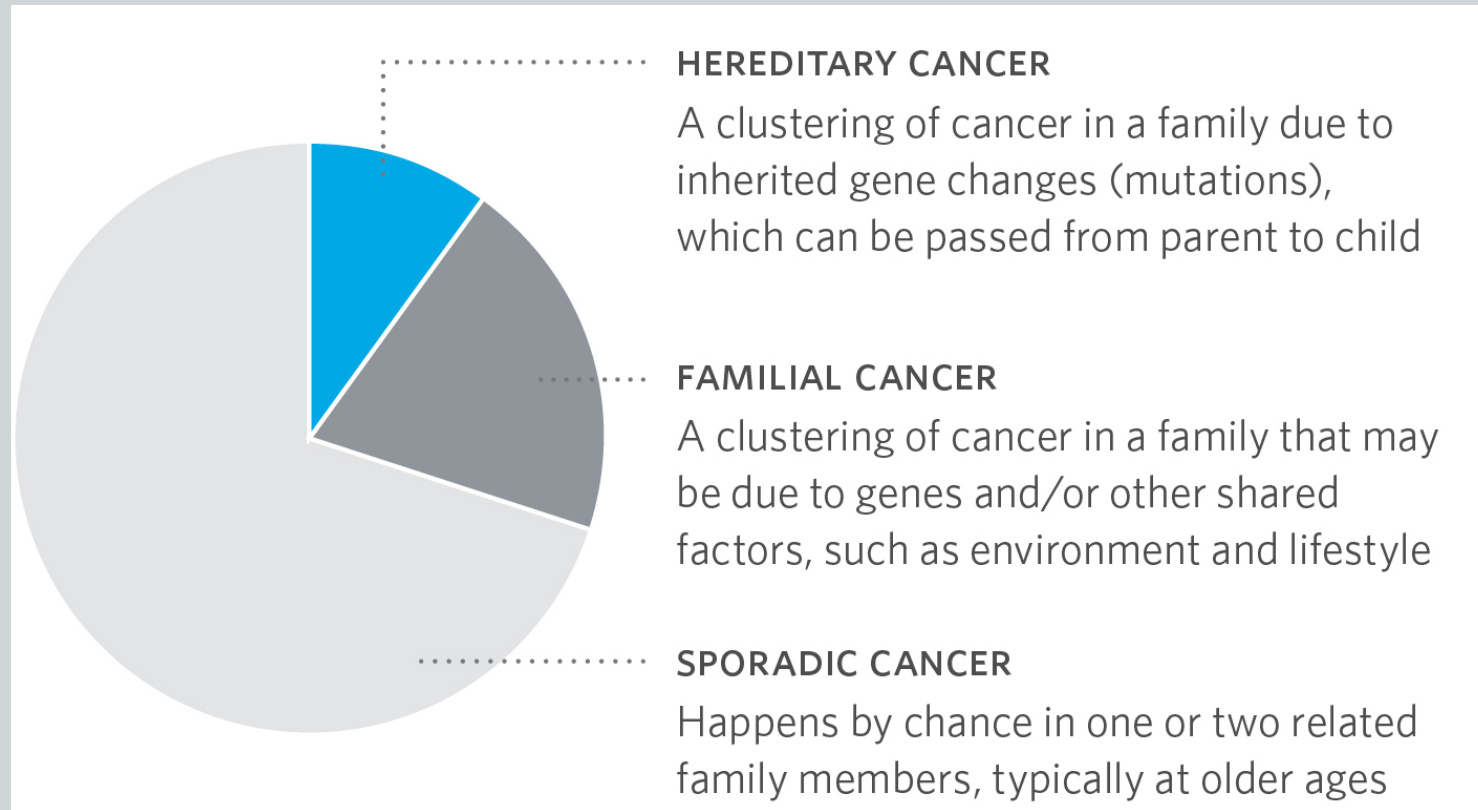 HEREDITARY CANCER
A clustering of cancer in a family due to
inherited gene changes (mutations),
which can be passed from parent to child
FAMILIAL CANCER
A clustering of cancer in a family that may
be due to genes and/or other shared
factors, such as environment and lifestyle
SPORADIC CANCER
Happens by chance in one or two related
family members, typically at older ages